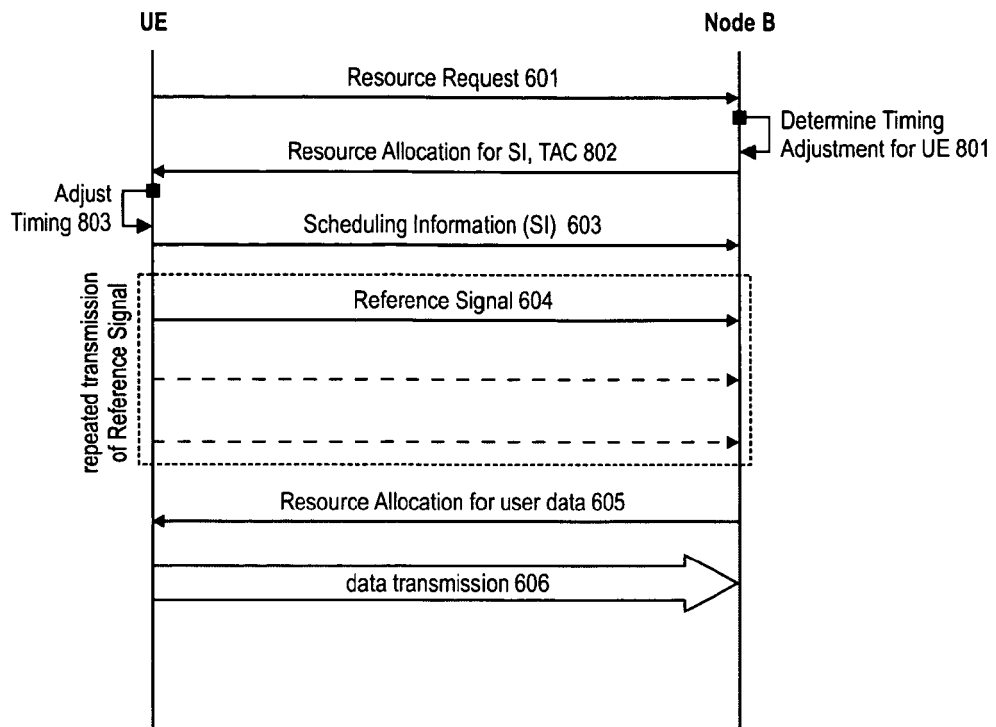 UE
Node B
Resource Request 601
Determine Timing
Adjustment for UE 801
Resource Allocation for SI, TAC 802
Adjust
Timing 803
Scheduling Information (SI) 603
repeated transmission
of Reference Signal
Reference Signal 604
Resource Allocation for user data 605
data transmission 606